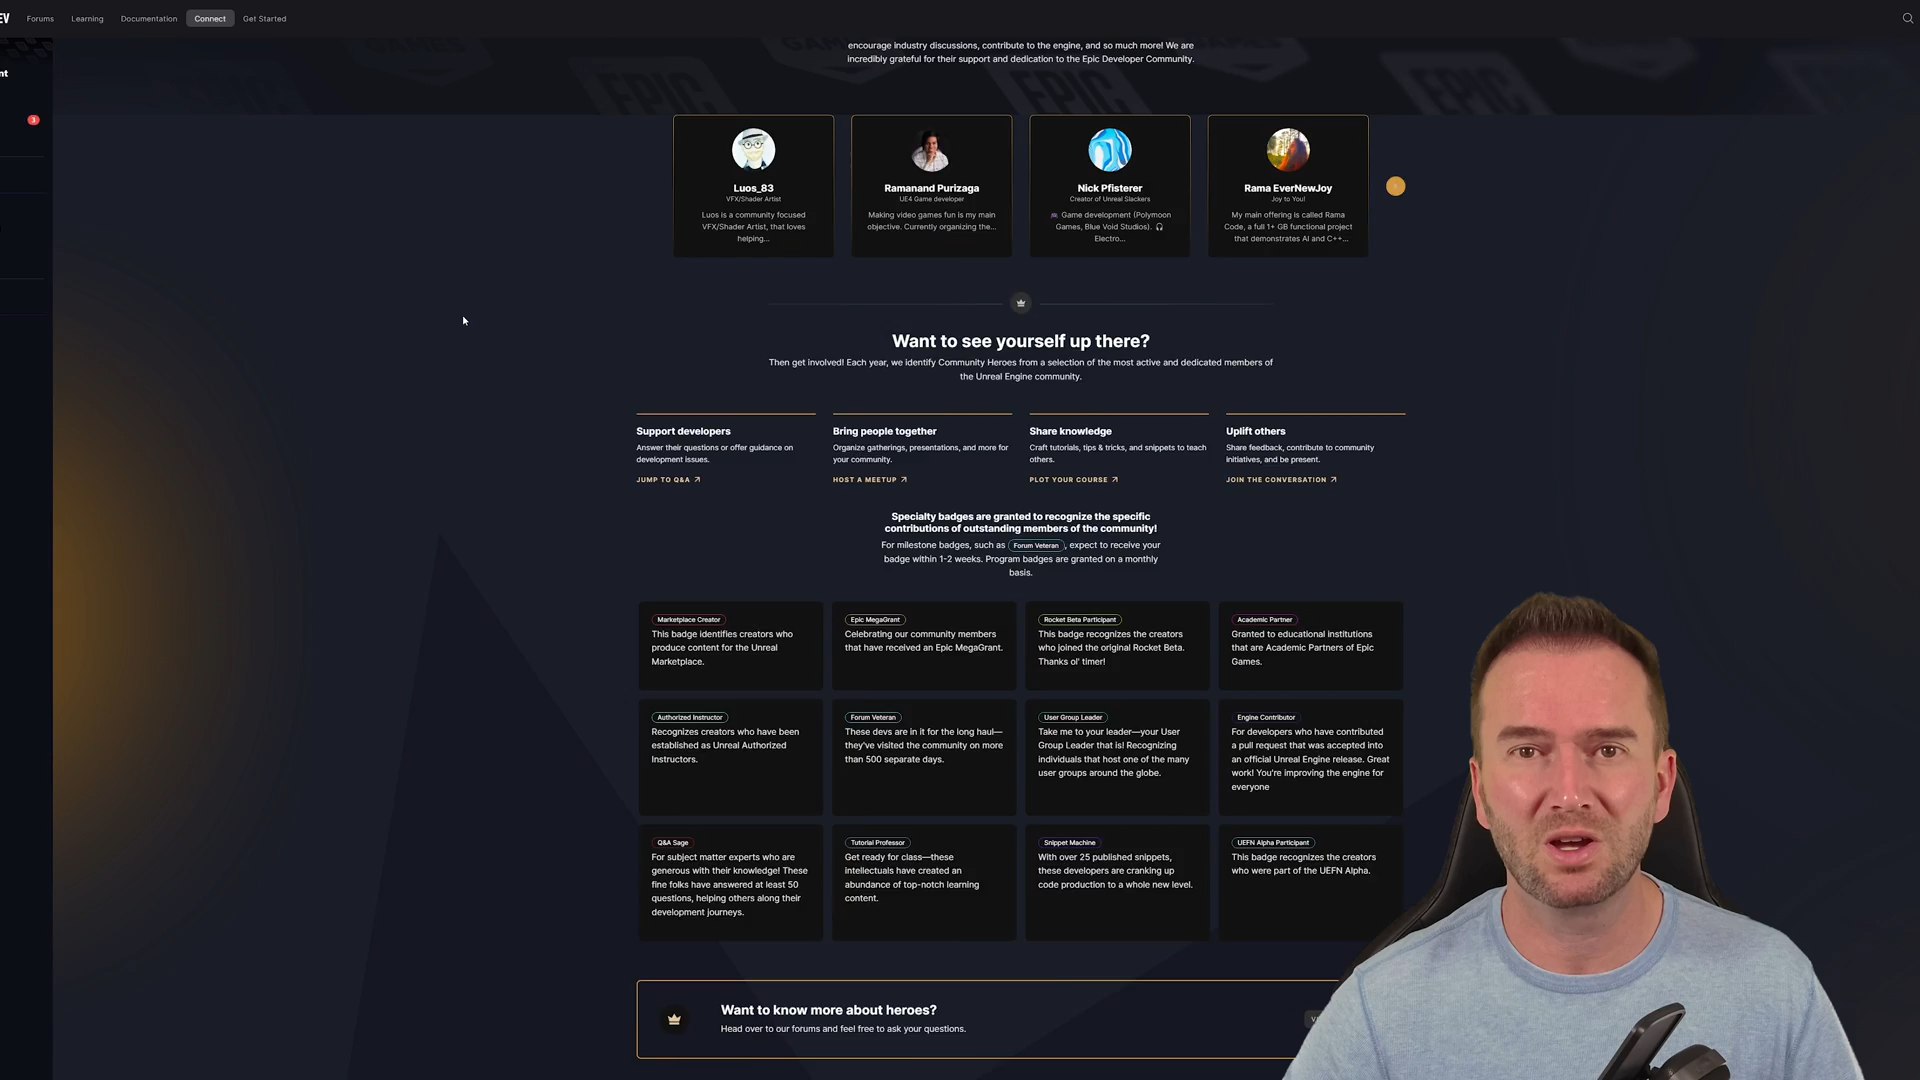 EV Forums Learning Documentation Connect Get Started
nt
3
encourage industry discussions, contribute to the engine, and so much more! We are
incredibly grateful for their support and dedication to the Epic Developer Community.
EPIC EPIC EPIC EPIC
Luos_83
VFX/Shader Artist
Luos is a community focused
VFX/Shader Artist, that loves
helping...
Ramanand Purizaga
UE4 Game developer
Making video games fun is my main
objective. Currently organizing the...
Nick Pfisterer
Creator of Unreal Slackers
Game development (Polymoon
Games, Blue Void Studios).
Electro...
Rama EverNewJoy
Joy to You!
My main offering is called Rama
Code, a full 1+ GB functional project
that demonstrates AI and C++...
Want to see yourself up there?
Then get involved! Each year, we identify Community Heroes from a selection of the most active and dedicated members of
the Unreal Engine community.
Support developers
Answer their questions or offer guidance on
development issues.
JUMP TO Q&A
Bring people together
Organize gatherings, presentations, and more for
your community.
HOST A MEETUP
Share knowledge
Craft tutorials, tips & tricks, and snippets to teach
others.
PLOT YOUR COURSE
Uplift others
Share feedback, contribute to community
initiatives, and be present.
JOIN THE CONVERSATION
Specialty badges are granted to recognize the specific
contributions of outstanding members of the community!
For milestone badges, such as Forum Veteran, expect to receive your
badge within 1-2 weeks. Program badges are granted on a monthly
basis.
Marketplace Creator
This badge identifies creators who
produce content for the Unreal
Marketplace.
Epic MegaGrant
Celebrating our community members
that have received an Epic MegaGrant.
Rocket Beta Participant
This badge recognizes the creators
who joined the original Rocket Beta.
Thanks ol' timer!
Academic Partner
Granted to educational institutions
that are Academic Partners of Epic
Games.
Authorized Instructor
Recognizes creators who have been
established as Unreal Authorized
Instructors.
Forum Veteran
These devs are in it for the long haul—
they've visited the community on more
than 500 separate days.
User Group Leader
Take me to your leader—your User
Group Leader that is! Recognizing
individuals that host one of the many
user groups around the globe.
Engine Contributor
For developers who have contributed
a pull request that was accepted into
an official Unreal Engine release. Great
work! You're improving the engine for
everyone
Q&A Sage
For subject matter experts who are
generous with their knowledge! These
fine folks have answered at least 50
questions, helping others along their
development journeys.
Tutorial Professor
Get ready for class—these
intellectuals have created an
abundance of top-notch learning
content.
Snippet Machine
With over 25 published snippets,
these developers are cranking up
code production to a whole new level.
UEFN Alpha Participant
This badge recognizes the creators
who were part of the UEFN Alpha.
Want to know more about heroes?
Head over to our forums and feel free to ask your questions.